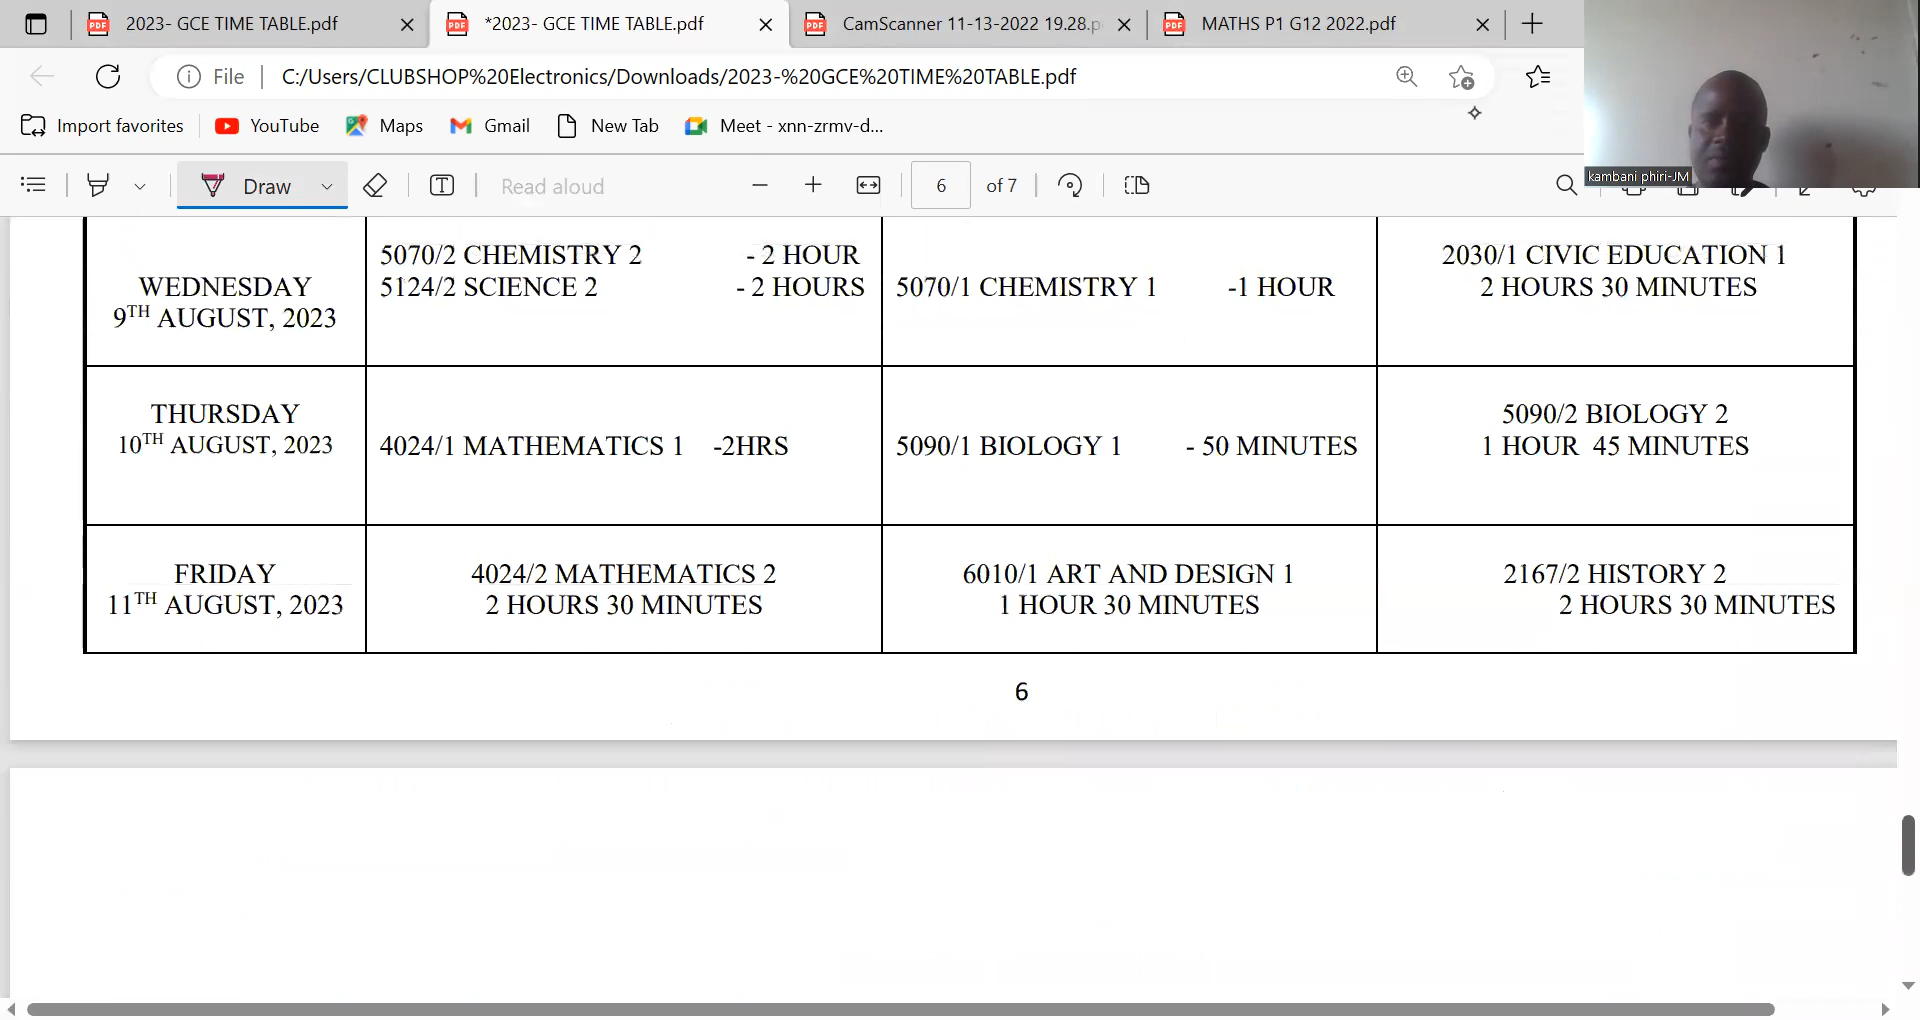 2023- GCE TIME TABLE.pdf
*2023- GCE TIME TABLE.pdf
CamScanner 11-13-2022 19.28.p
MATHS P1 G12 2022.pdf
File
C:/Users/CLUBSHOP%20Electronics/Downloads/2023-%20GCE%20TIME%20TABLE.pdf
Import favorites
YouTube
Maps
Gmail
New Tab
Meet - xnn-zrmv-d...
kambani phiri-JM
Draw
Read aloud
6 of 7
WEDNESDAY
9TH AUGUST, 2023
5070/2 CHEMISTRY 2 - 2 HOUR
5124/2 SCIENCE 2 - 2 HOURS
5070/1 CHEMISTRY 1 -1 HOUR
2030/1 CIVIC EDUCATION 1
2 HOURS 30 MINUTES
THURSDAY
10TH AUGUST, 2023
4024/1 MATHEMATICS 1 -2HRS
5090/1 BIOLOGY 1 - 50 MINUTES
5090/2 BIOLOGY 2
1 HOUR 45 MINUTES
FRIDAY
11TH AUGUST, 2023
4024/2 MATHEMATICS 2
2 HOURS 30 MINUTES
6010/1 ART AND DESIGN 1
1 HOUR 30 MINUTES
2167/2 HISTORY 2
2 HOURS 30 MINUTES
6